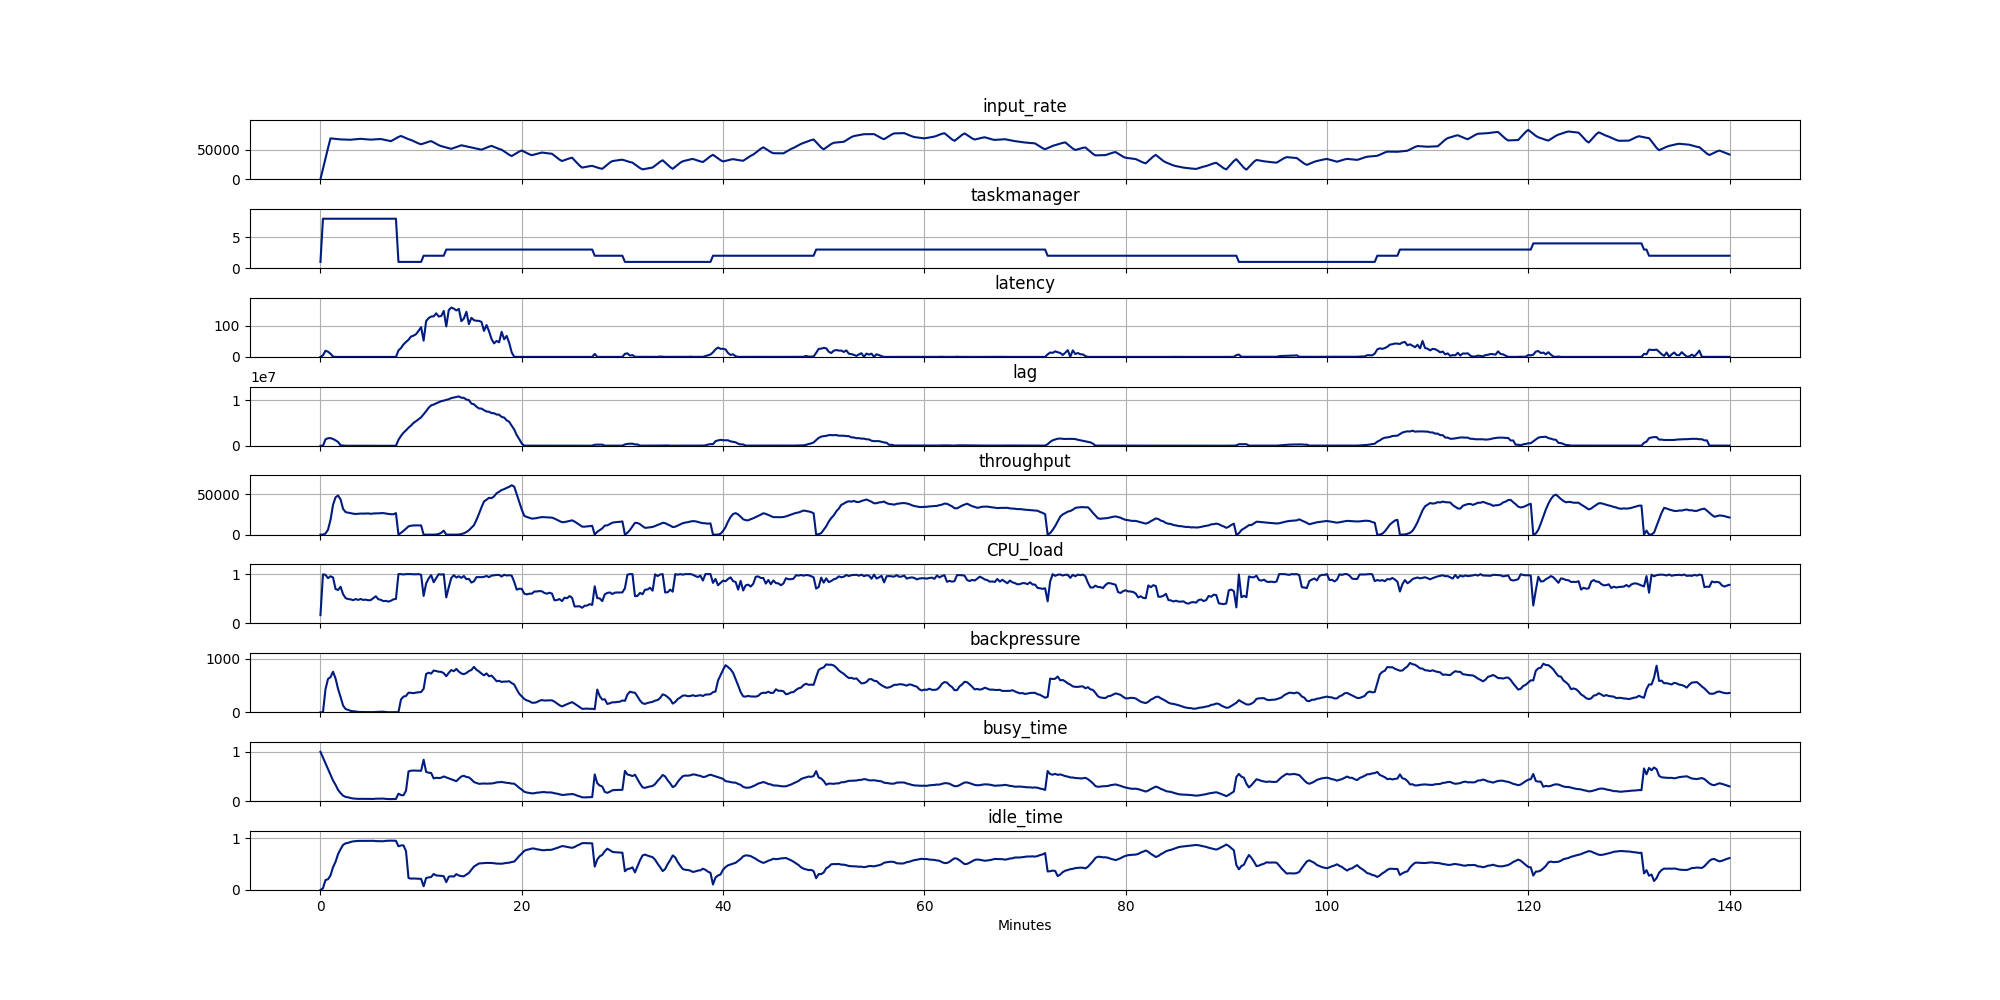 input_rate
50000
0
taskmanager
5
0
latency
100
0
1e7
lag
1
0
throughput
50000
0
CPU_load
1
0
backpressure
1000
0
busy_time
1
0
idle_time
1
0
0 20 40 60 80 100 120 140
Minutes